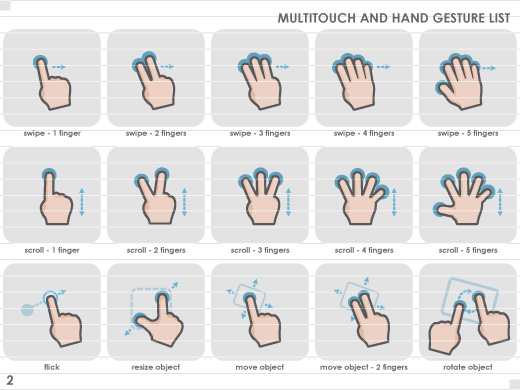 MULTITOUCH AND HAND GESTURE LIST
swipe - 1 finger
swipe - 2 fingers
swipe - 3 fingers
swipe - 4 fingers
swipe - 5 fingers
scroll - 1 finger
scroll - 2 fingers
scroll - 3 fingers
scroll - 4 fingers
scroll - 5 fingers
flick
resize object
move object
move object - 2 fingers
rotate object
2